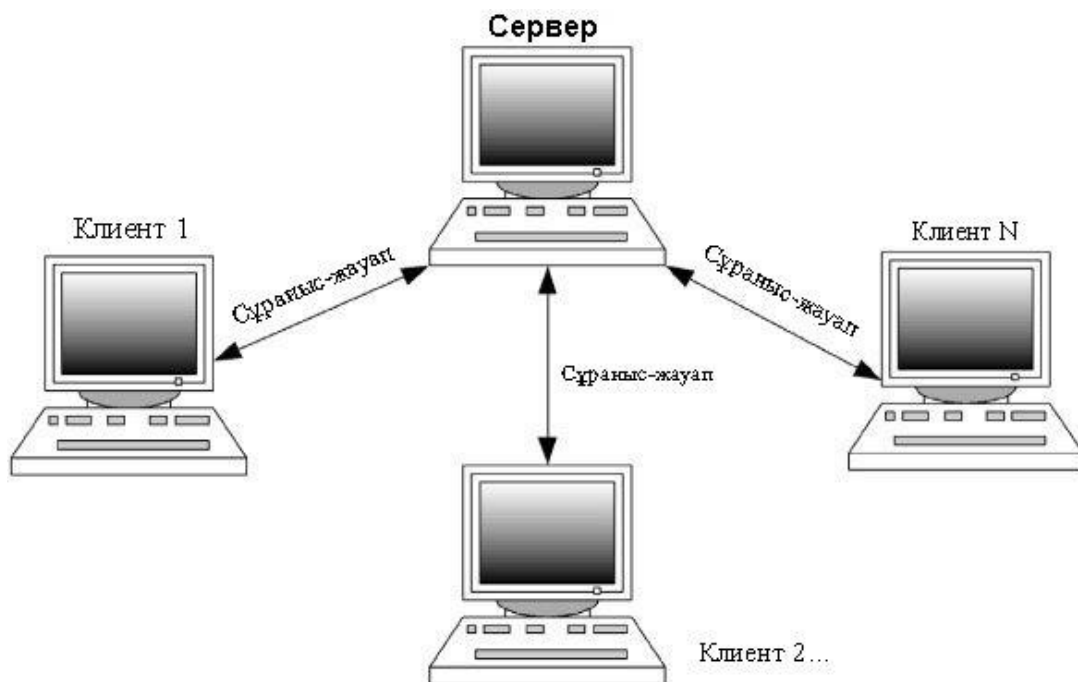 Сервер
Клиент 1
Клиент N
Сұраныс-жауап
Сұраныс-жауап
Сұраныс-жауап
Клиент 2...